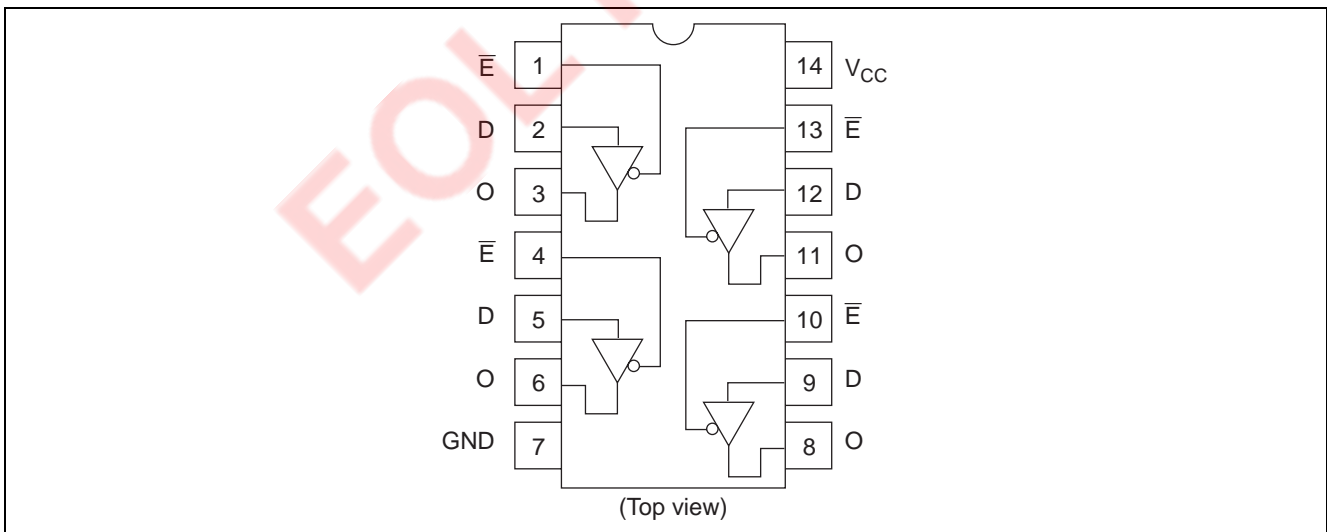 EOL
E̅ 1 14 VCC
D 2 13 E̅
O 3 12 D
E̅ 4 11 O
D 5 10 E̅
O 6 9 D
GND 7 8 O
(Top view)